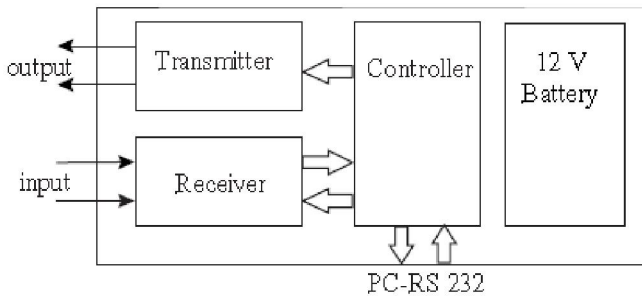 output
Transmitter
Controller
12 V
Battery
input
Receiver
PC-RS 232